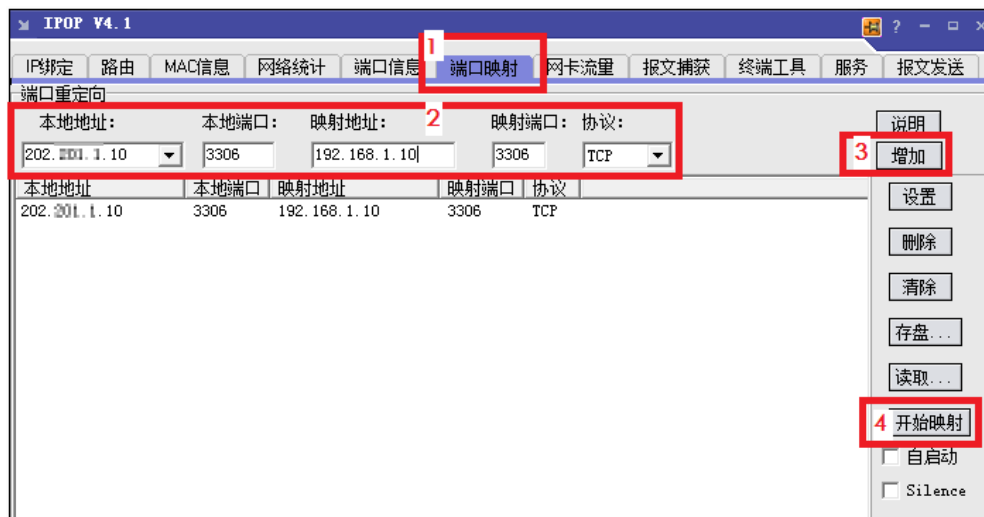 IPOP V4.1
1
IP绑定 路由 MAC信息 网络统计 端口信息 端口映射 网卡流量 报文捕获 终端工具 服务 报文发送
端口重定向
本地地址: 本地端口: 映射地址: 2 映射端口: 协议: 说明
202. .1.10 3306 192.168.1.10 3306 TCP 3 增加
本地地址 本地端口 映射地址 映射端口 协议
设置
202. 1.10 3306 192.168.1.10 3306 TCP
删除
清除
存盘...
读取...
4 开始映射
自启动
Silence